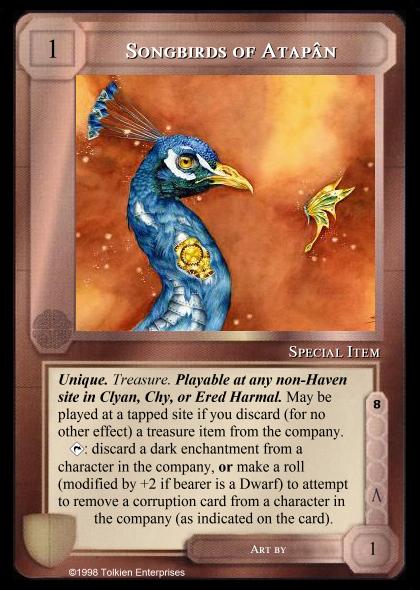 1
SONGBIRDS OF ATAPÂN
SPECIAL ITEM
Unique. Treasure. Playable at any non-Haven
site in Clyan, Chy, or Ered Harmal. May be
played at a tapped site if you discard (for no
other effect) a treasure item from the company.
: discard a dark enchantment from a
character in the company, or make a roll
(modified by +2 if bearer is a Dwarf) to attempt
to remove a corruption card from a character in
the company (as indicated on the card).
8
ART BY
1
©1998 Tolkien Enterprises